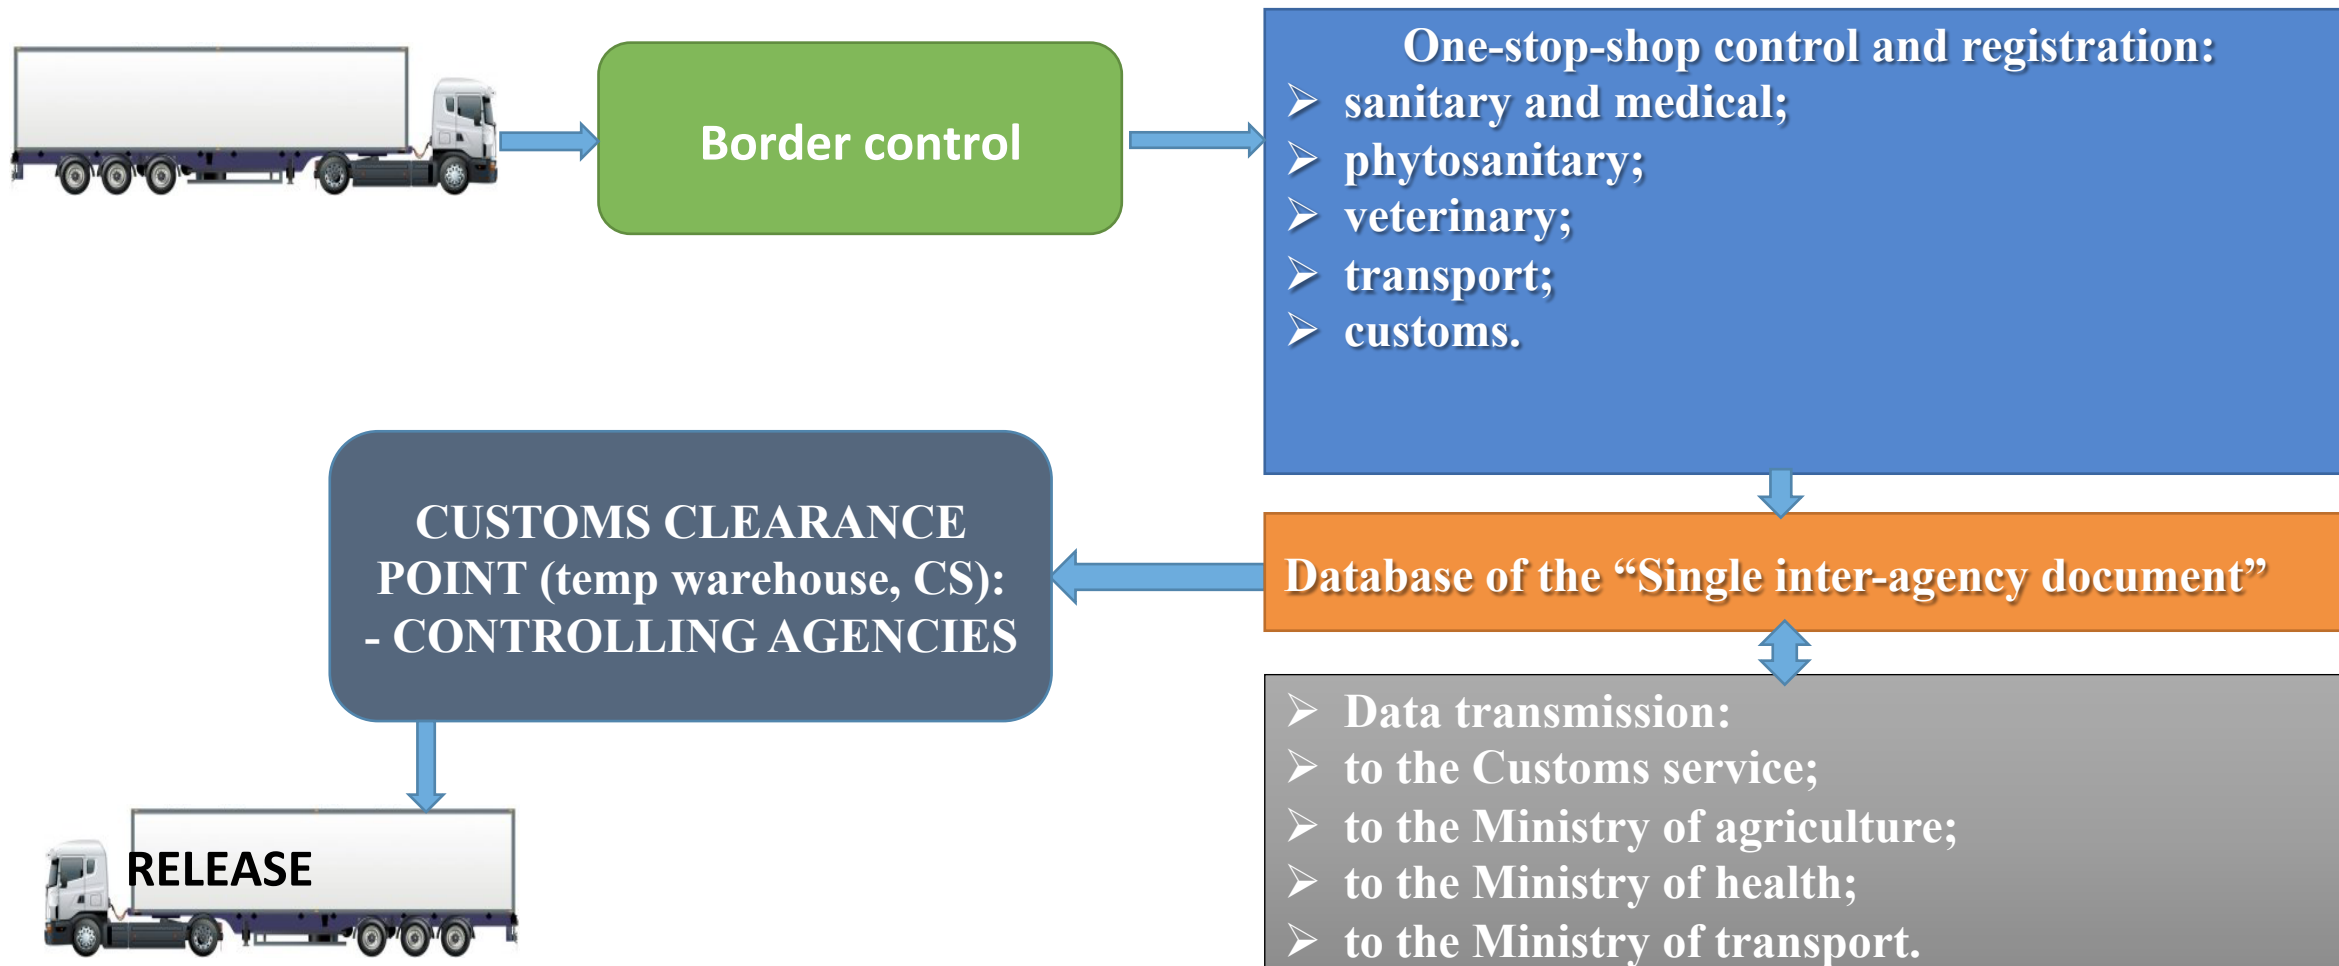 Border control
One-stop-shop control and registration:
➢ sanitary and medical;
➢ phytosanitary;
➢ veterinary;
➢ transport;
➢ customs.
CUSTOMS CLEARANCE
POINT (temp warehouse, CS):
- CONTROLLING AGENCIES
Database of the “Single inter-agency document”
➢ Data transmission:
➢ to the Customs service;
➢ to the Ministry of agriculture;
➢ to the Ministry of health;
➢ to the Ministry of transport.
RELEASE